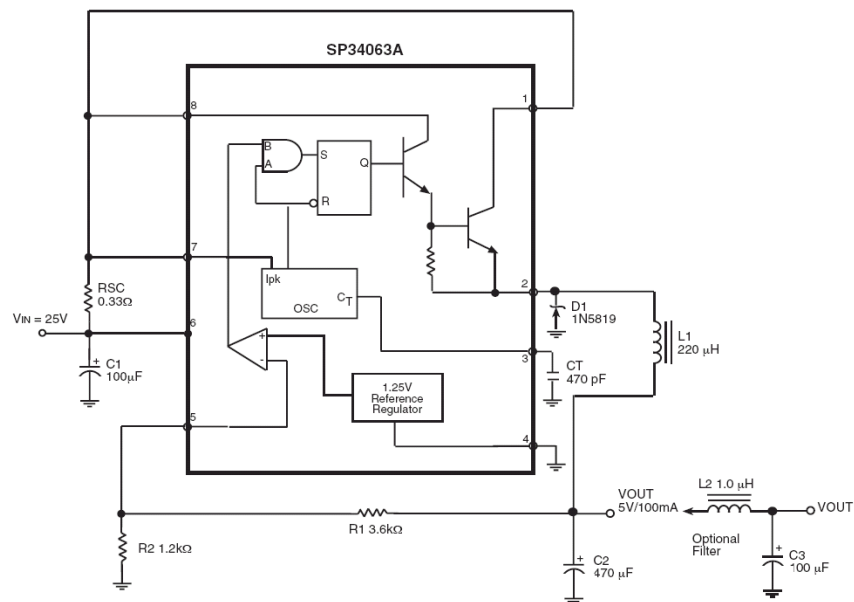 SP34063A
8
1
B
A
S
Q
R
7
Ipk
OSC
CT
2
RSC
0.33Ω
VIN = 25V
6
D1
1N5819
L1
220 μH
C1
+
100μF
+
-
3
CT
470 pF
1.25V
Reference
Regulator
5
4
L2 1.0 μH
VOUT
5V/100mA
VOUT
R1 3.6kΩ
Optional
Filter
R2 1.2kΩ
+
C2
470 μF
+
C3
100 μF